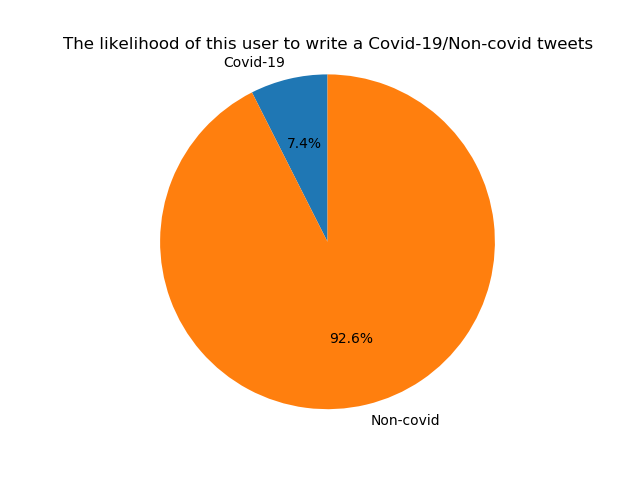 The likelihood of this user to write a Covid-19/Non-covid tweets
Covid-19
7.4%
92.6%
Non-covid